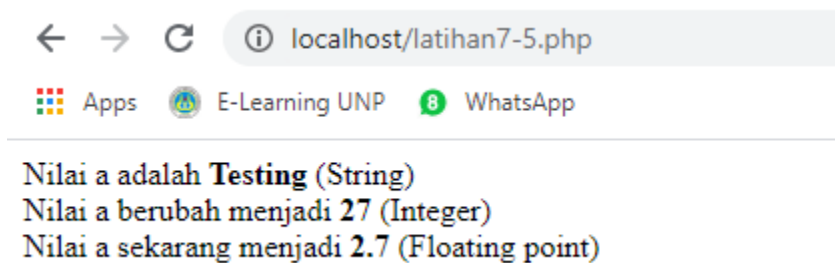 localhost/latihan7-5.php
Apps E-Learning UNP 8 WhatsApp
Nilai a adalah Testing (String)
Nilai a berubah menjadi 27 (Integer)
Nilai a sekarang menjadi 2.7 (Floating point)